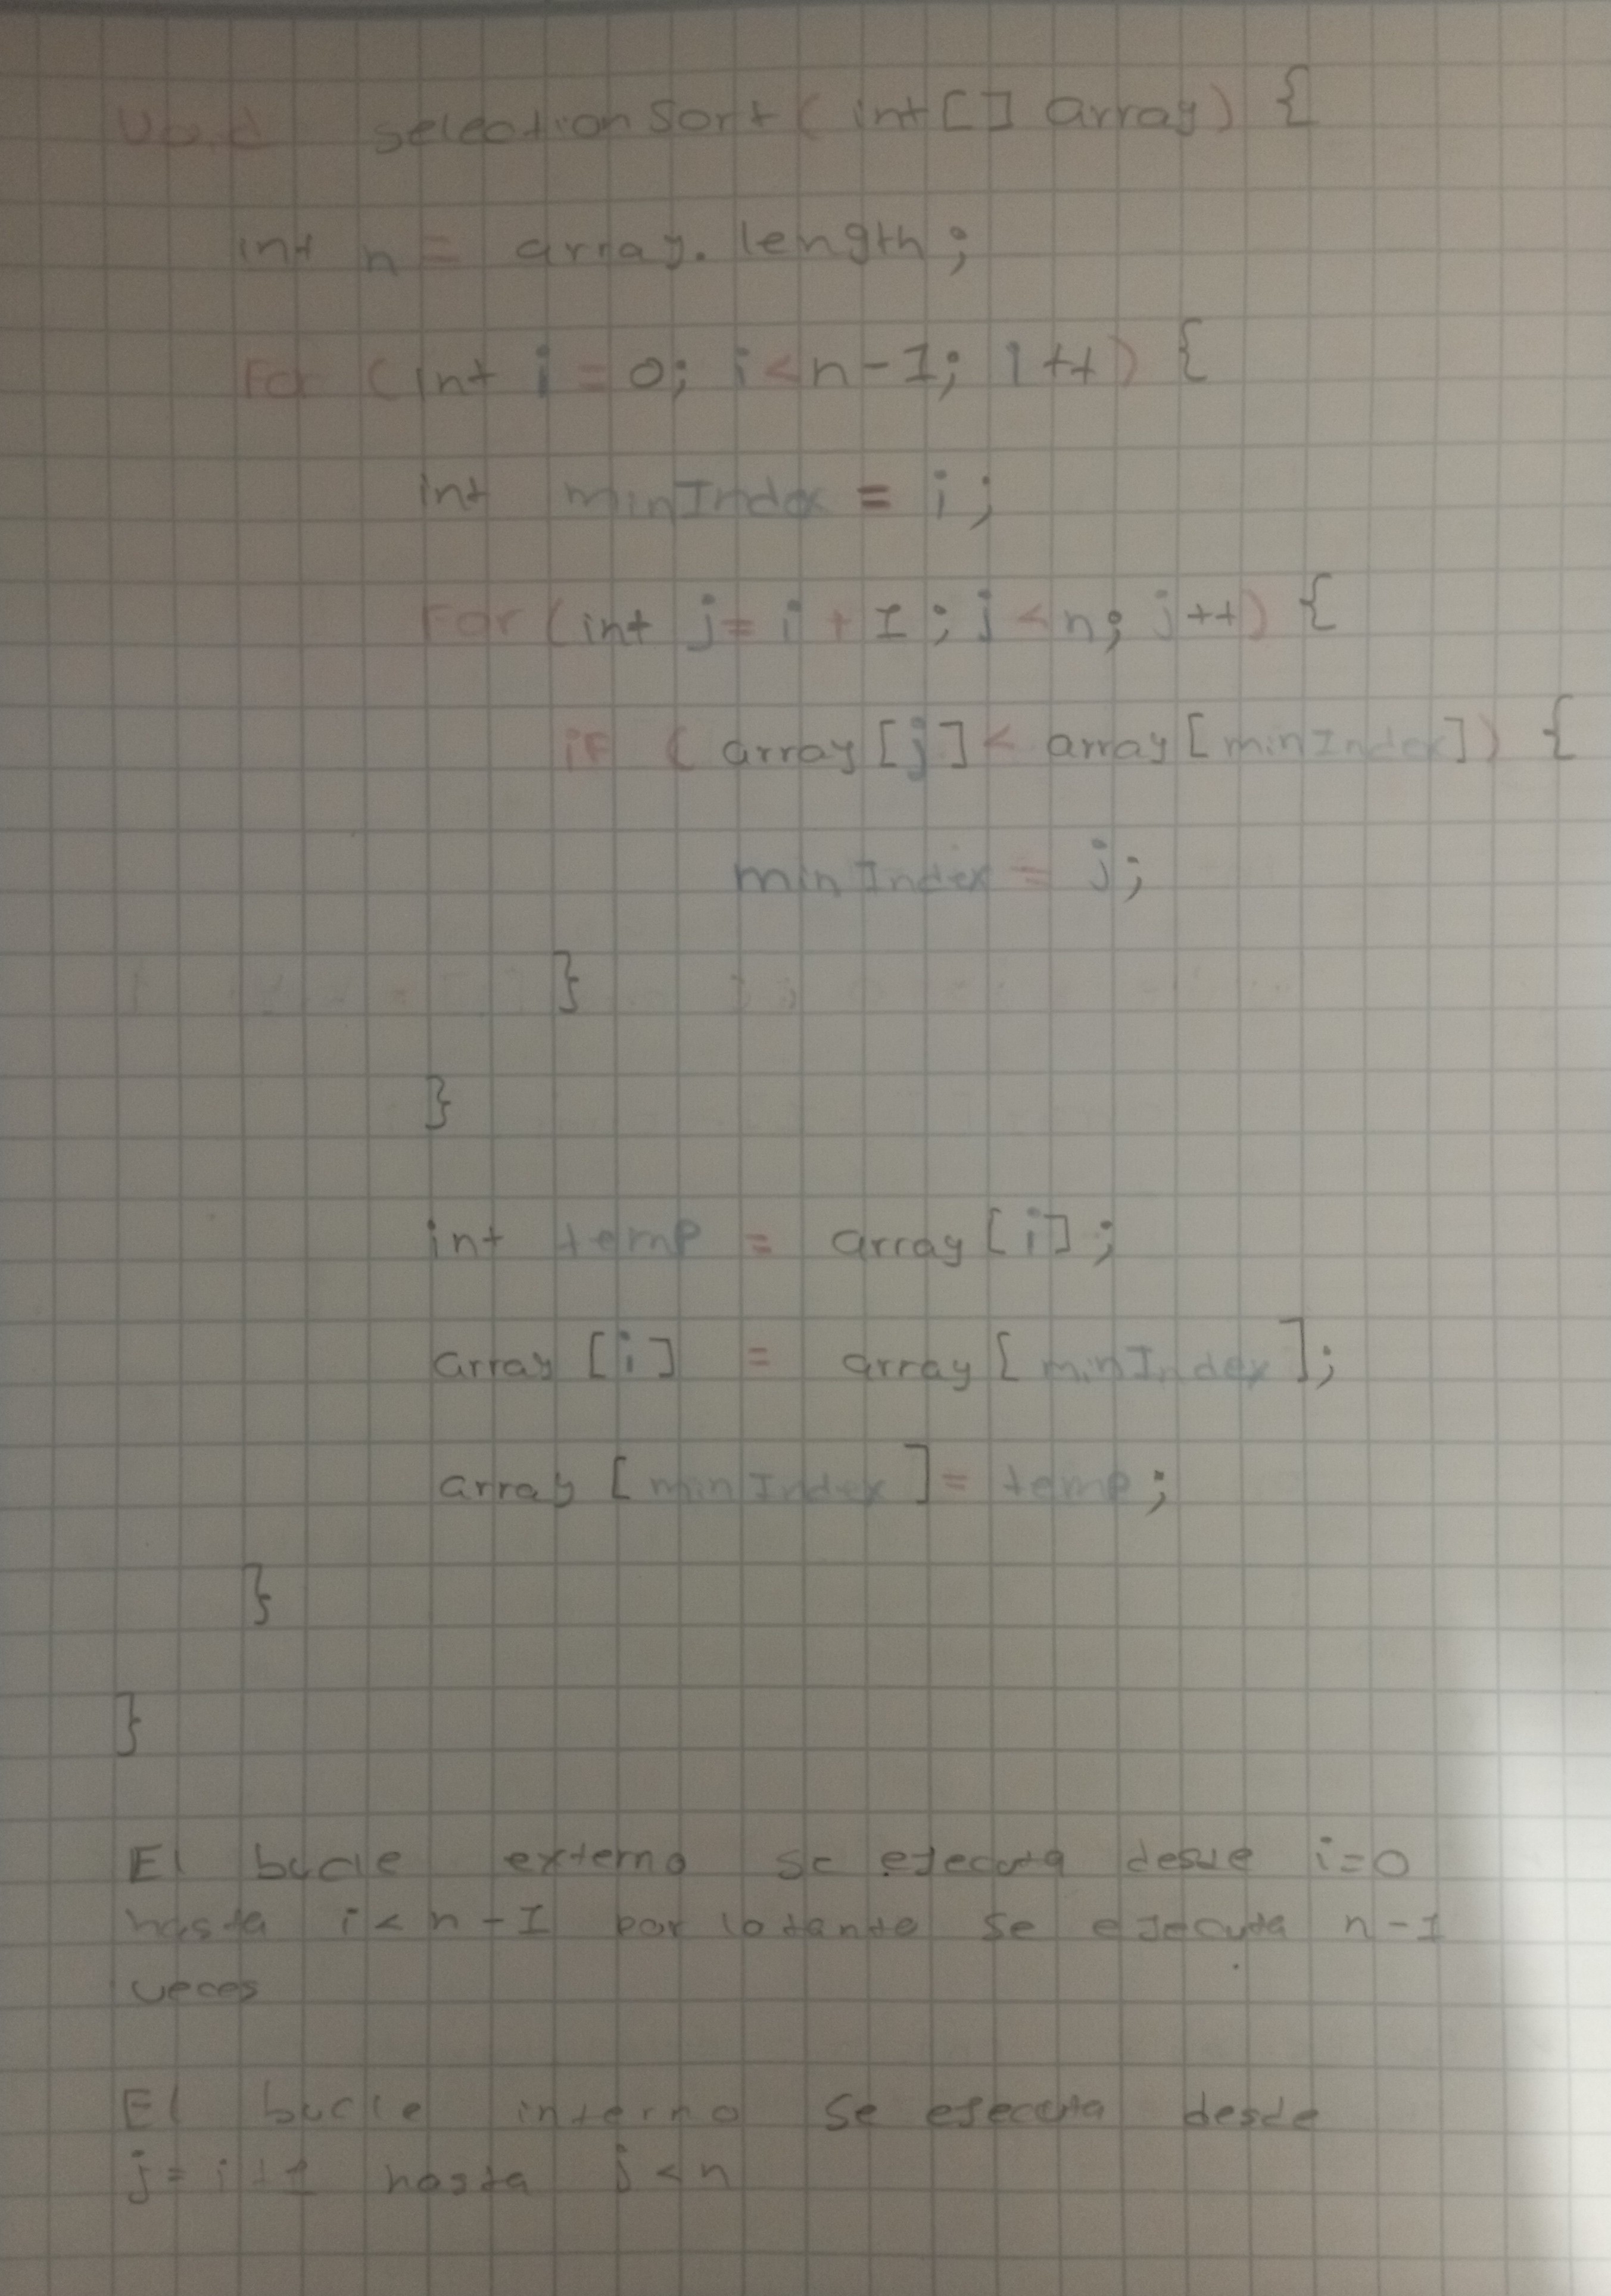 void selectionSort(int[] array) {
int n = array.length;
For (int i = 0; i<n-1; i++) {
int minIndex = i;
For (int j = i + 1; j < n; j++) {
iF (array[j] < array[minIndex]) {
minIndex = j;
}
}
int temp = array[i];
array[i] = array[minIndex];
array[minIndex] = temp;
}
}
El bucle externo se ejecuta desde i=0
hasta i<n-1 por lo tanto se ejecuta n-1
veces
El bucle interno se ejecuta desde
j=i+1 hasta j<n